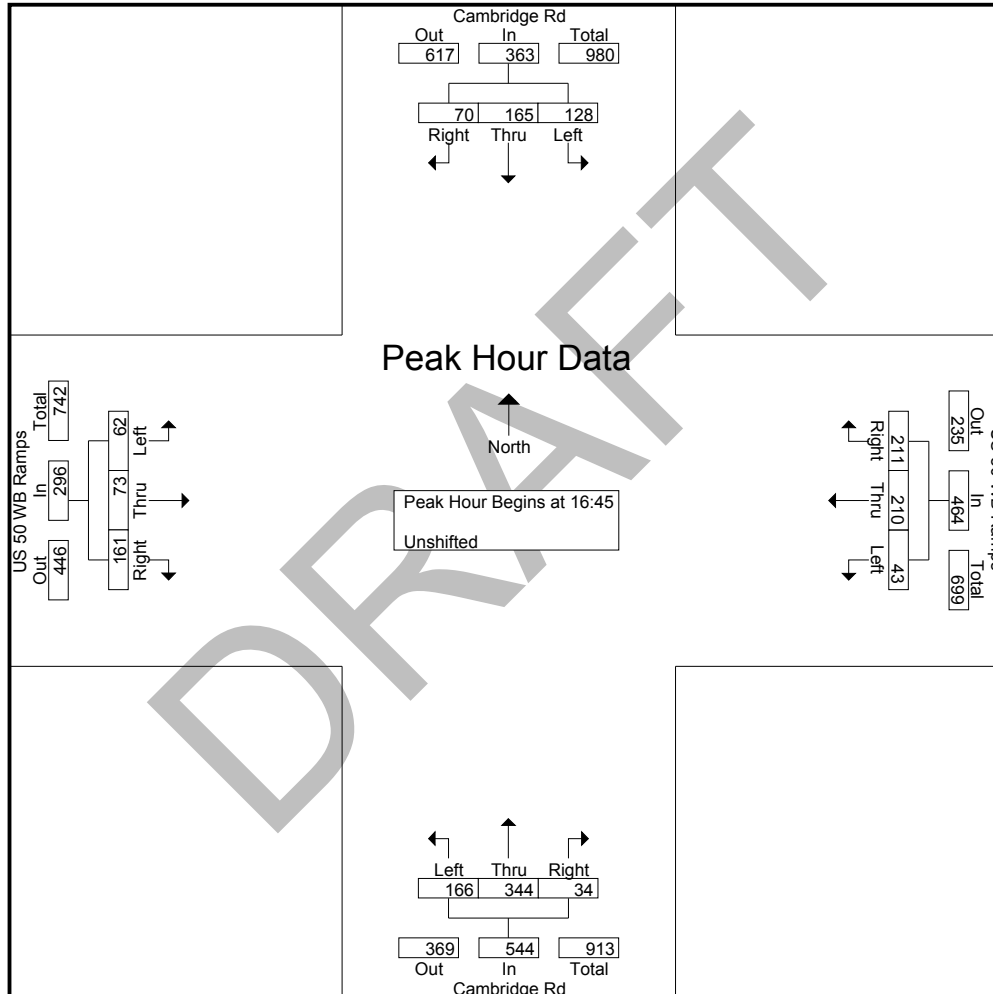 Cambridge Rd
Out In Total
617 363 980
70 165 128
Right Thru Left
Peak Hour Data
North
Peak Hour Begins at 16:45
Unshifted
US 50 WB Ramps
Total In Out
742 296 446
62 73 161
Left Thru Right
Out In Total
235 464 699
Right Thru Left
211 210 43
Left Thru Right
166 344 34
369 544 913
Out In Total
Cambridge Rd
DRAFT